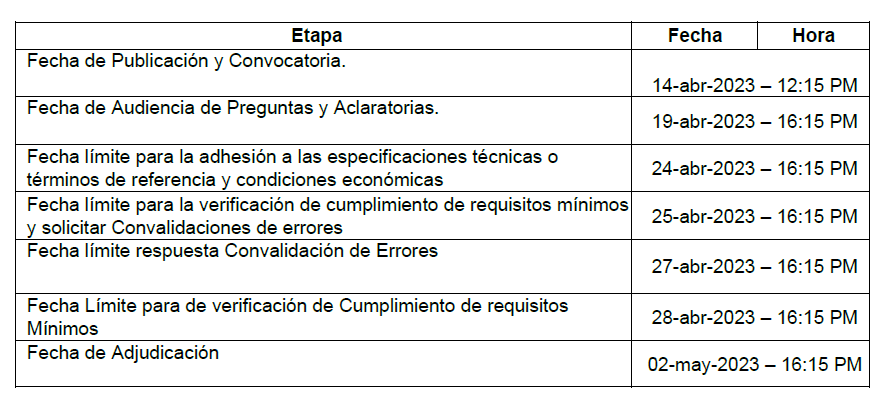 Etapa Fecha Hora
Fecha de Publicación y Convocatoria.
14-abr-2023 – 12:15 PM
Fecha de Audiencia de Preguntas y Aclaratorias.
19-abr-2023 – 16:15 PM
Fecha límite para la adhesión a las especificaciones técnicas o
términos de referencia y condiciones económicas
24-abr-2023 – 16:15 PM
Fecha límite para la verificación de cumplimiento de requisitos mínimos
y solicitar Convalidaciones de errores
25-abr-2023 – 16:15 PM
Fecha límite respuesta Convalidación de Errores
27-abr-2023 – 16:15 PM
Fecha Límite para de verificación de Cumplimiento de requisitos
Mínimos
28-abr-2023 – 16:15 PM
Fecha de Adjudicación
02-may-2023 – 16:15 PM